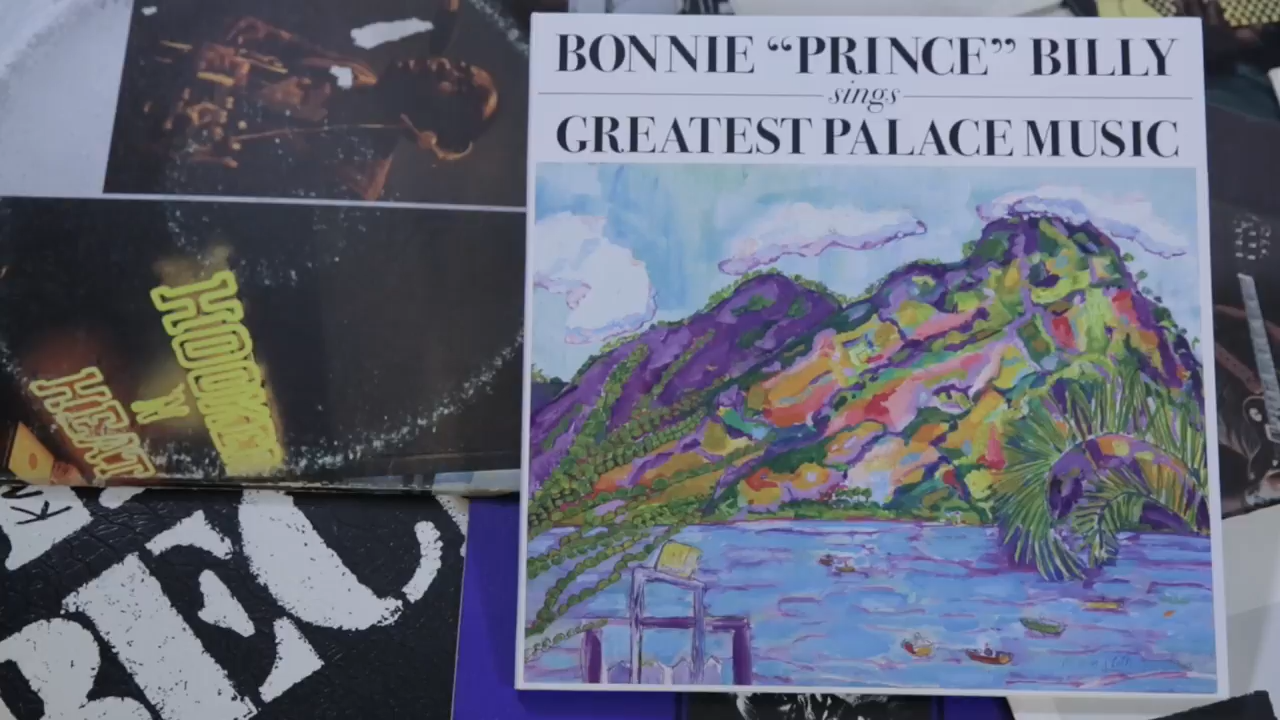 BONNIE “PRINCE” BILLY
sings
GREATEST PALACE MUSIC
HOOKER
N
HEAT